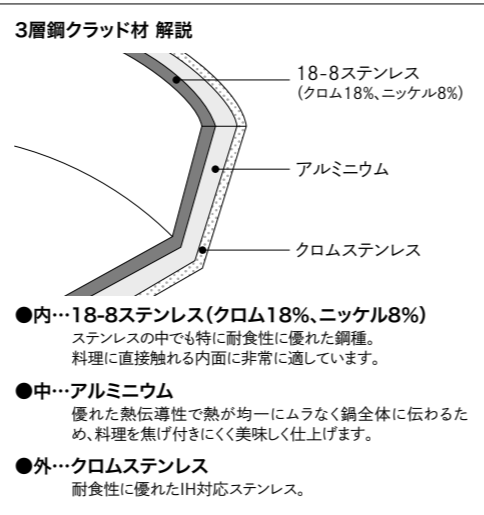 3層鋼クラッド材 解説
18-8ステンレス
（クロム18%、ニッケル8%）
アルミニウム
クロムステンレス
●内…18-8ステンレス（クロム18%、ニッケル8%）
ステンレスの中でも特に耐食性に優れた鋼種。
料理に直接触れる内面に非常に適しています。
●中…アルミニウム
優れた熱伝導性で熱が均一にムラなく鍋全体に伝わるた
め、料理を焦げ付きにくく美味しく仕上げます。
●外…クロムステンレス
耐食性に優れたIH対応ステンレス。